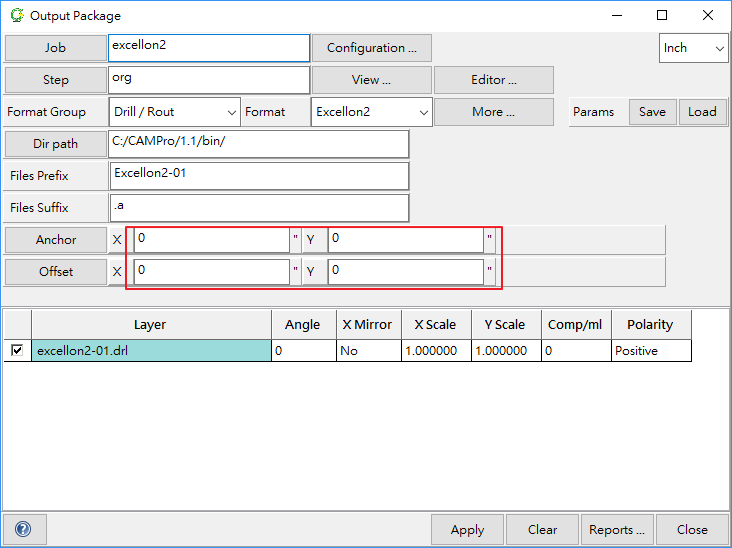 Output Package
Job excellon2 Configuration ... Inch
Step org View ... Editor ...
Format Group Drill / Rout Format Excellon2 More ... Params Save Load
Dir path C:/CAMPro/1.1/bin/
Files Prefix Excellon2-01
Files Suffix .a
Anchor X 0 " Y 0 "
Offset X 0 " Y 0 "
Layer Angle X Mirror X Scale Y Scale Comp/ml Polarity
excellon2-01.drl 0 No 1.000000 1.000000 0 Positive
? Apply Clear Reports ... Close